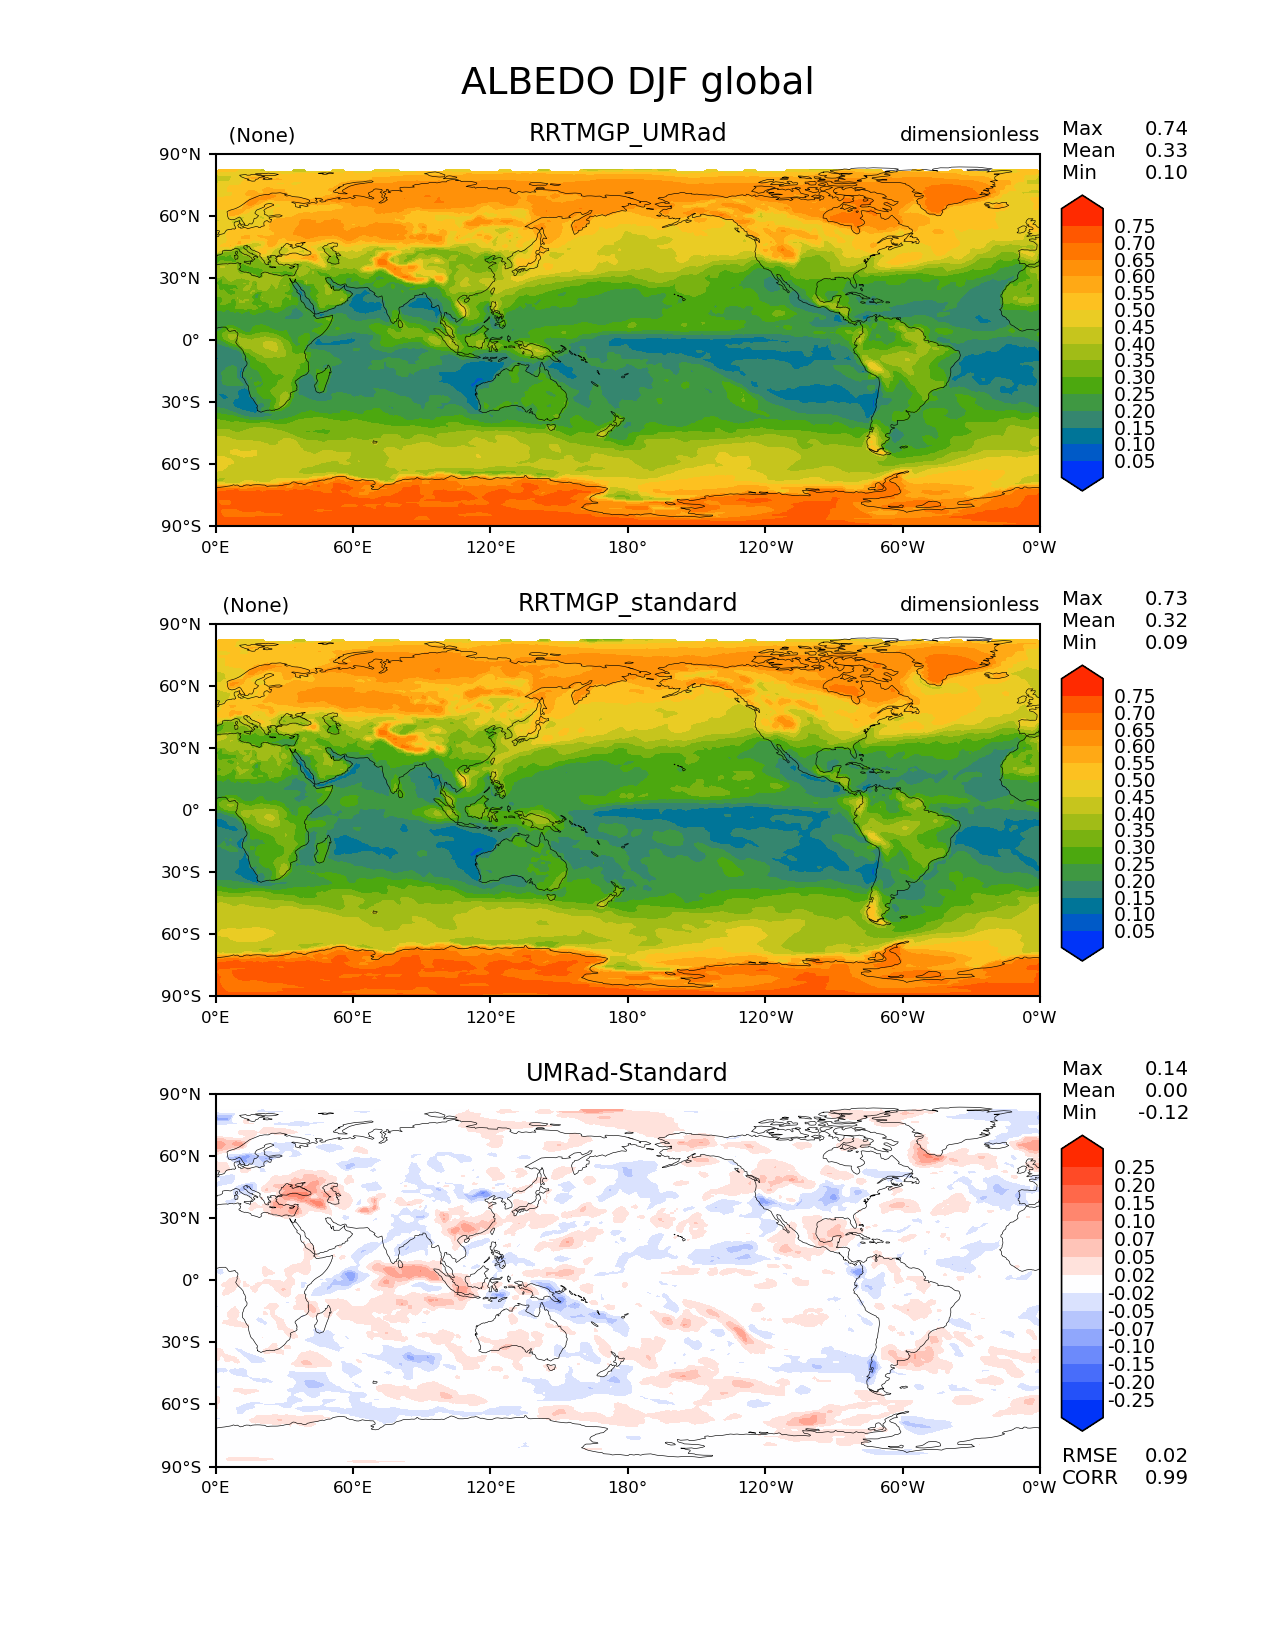 ALBEDO DJF global
(None) RRTMGP_UMRad dimensionless
Max 0.74
Mean 0.33
Min 0.10
90°N
60°N
30°N
0°
30°S
60°S
90°S
0°E 60°E 120°E 180° 120°W 60°W 0°W
0.75
0.70
0.65
0.60
0.55
0.50
0.45
0.40
0.35
0.30
0.25
0.20
0.15
0.10
0.05
(None) RRTMGP_standard dimensionless
Max 0.73
Mean 0.32
Min 0.09
90°N
60°N
30°N
0°
30°S
60°S
90°S
0°E 60°E 120°E 180° 120°W 60°W 0°W
0.75
0.70
0.65
0.60
0.55
0.50
0.45
0.40
0.35
0.30
0.25
0.20
0.15
0.10
0.05
UMRad-Standard
Max 0.14
Mean 0.00
Min -0.12
90°N
60°N
30°N
0°
30°S
60°S
90°S
0°E 60°E 120°E 180° 120°W 60°W 0°W
0.25
0.20
0.15
0.10
0.07
0.05
0.02
-0.02
-0.05
-0.07
-0.10
-0.15
-0.20
-0.25
RMSE 0.02
CORR 0.99